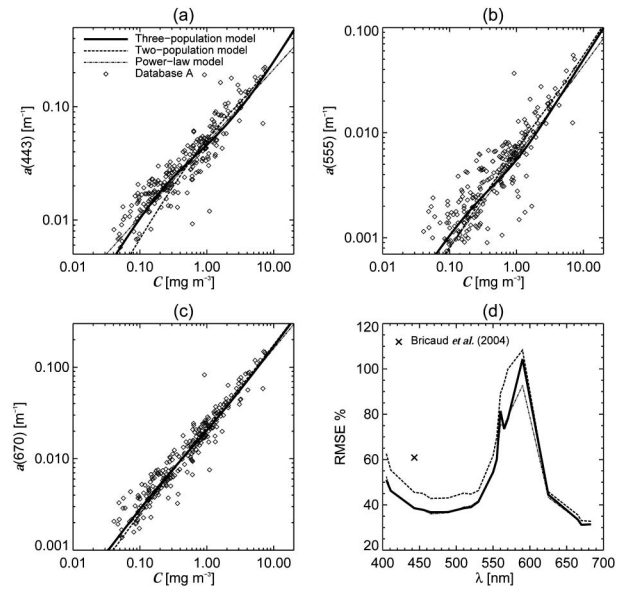 (a)
Three−population model
Two−population model
Power−law model
Database A
0.10
0.01
a(443) [m⁻¹]
0.01 0.10 1.00 10.00
C [mg m⁻³]
(b)
0.100
0.010
0.001
a(555) [m⁻¹]
0.01 0.10 1.00 10.00
C [mg m⁻³]
(c)
0.100
0.010
0.001
a(670) [m⁻¹]
0.01 0.10 1.00 10.00
C [mg m⁻³]
(d)
Bricaud et al. (2004)
120
100
80
60
40
20
RMSE %
400 450 500 550 600 650 700
λ [nm]